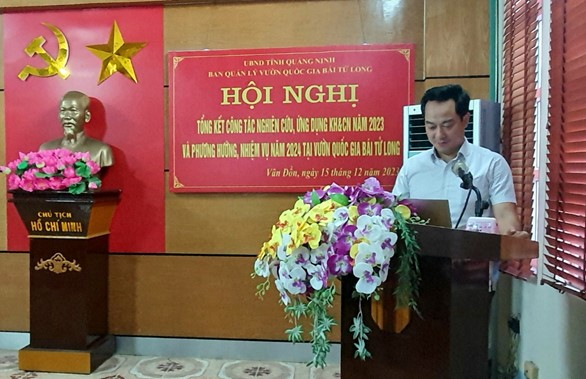 UBND TỈNH QUẢNG NINH
BAN QUẢN LÝ VƯỜN QUỐC GIA BÁI TỬ LONG
HỘI NGHỊ
TỔNG KẾT CÔNG TÁC NGHIÊN CỨU, ỨNG DỤNG KH&CN NĂM 2023
VÀ PHƯƠNG HƯỚNG, NHIỆM VỤ NĂM 2024 TẠI VƯỜN QUỐC GIA BÁI TỬ LONG
Vân Đồn, ngày 15 tháng 12 năm 2023
CHỦ TỊCH
HỒ CHÍ MINH